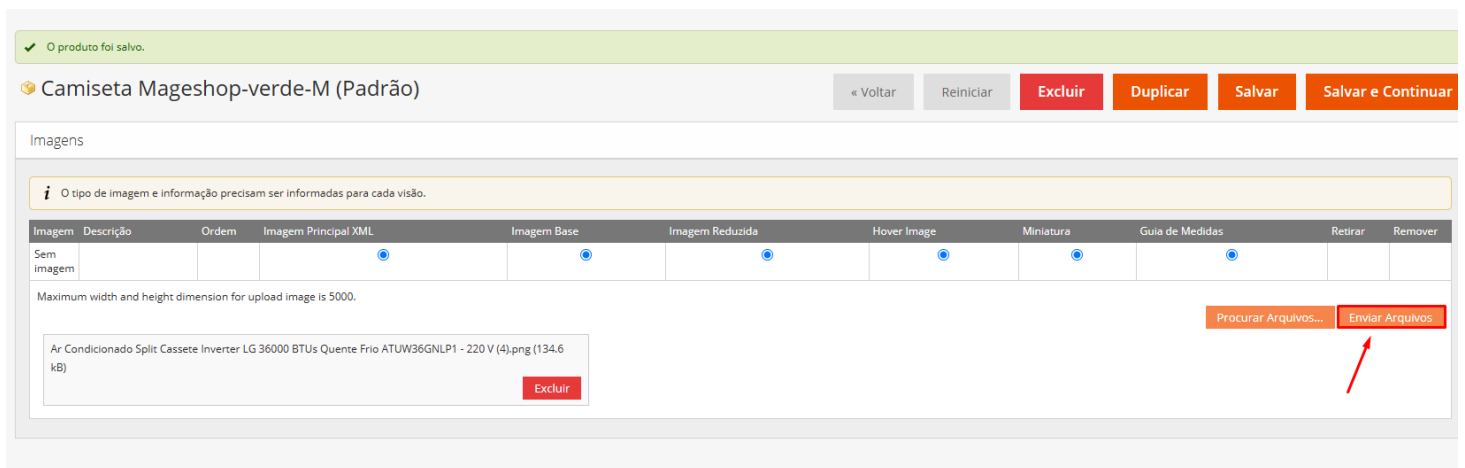 O produto foi salvo.
Camiseta Mageshop-verde-M (Padrão)
« Voltar
Reiniciar
Excluir
Duplicar
Salvar
Salvar e Continuar
Imagens
i O tipo de imagem e informação precisam ser informadas para cada visão.
Imagem Descrição Ordem Imagem Principal XML Imagem Base Imagem Reduzida Hover Image Miniatura Guia de Medidas Retirar Remover
Sem
imagem
Maximum width and height dimension for upload image is 5000.
Procurar Arquivos...
Enviar Arquivos
Ar Condicionado Split Cassete Inverter LG 36000 BTUs Quente Frio ATUW36GNLP1 - 220 V (4).png (134.6
kB)
Excluir